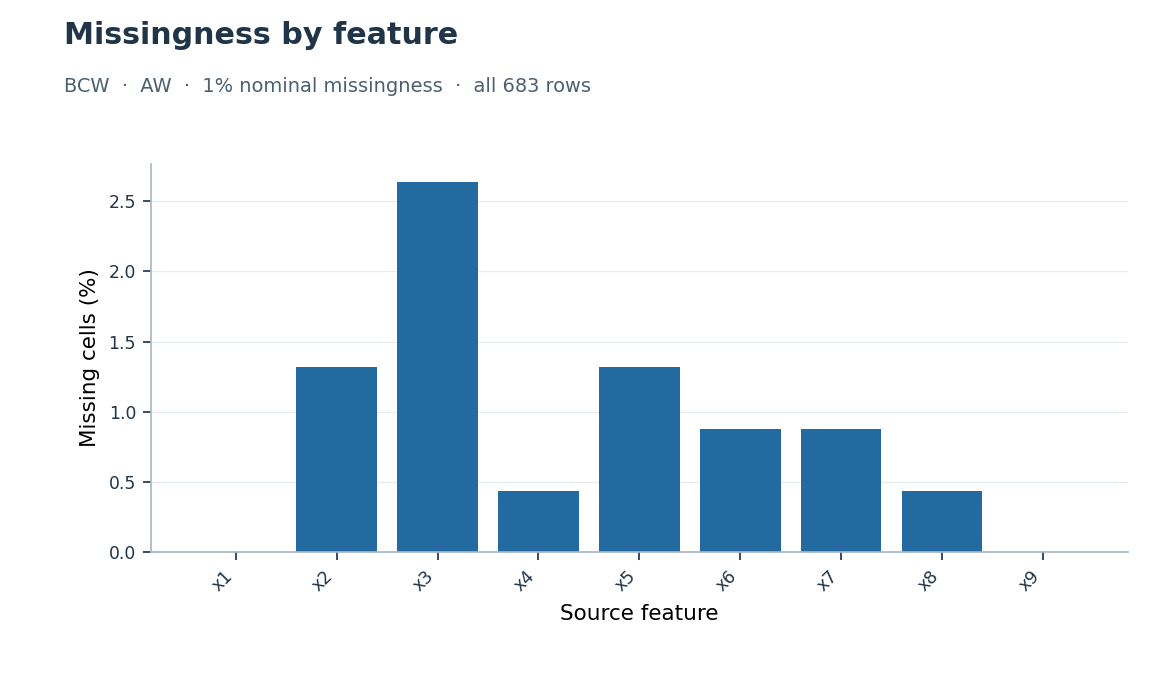 Missingness by feature
BCW · AW · 1% nominal missingness · all 683 rows
Missing cells (%)
2.5
2.0
1.5
1.0
0.5
0.0
x1 x2 x3 x4 x5 x6 x7 x8 x9
Source feature